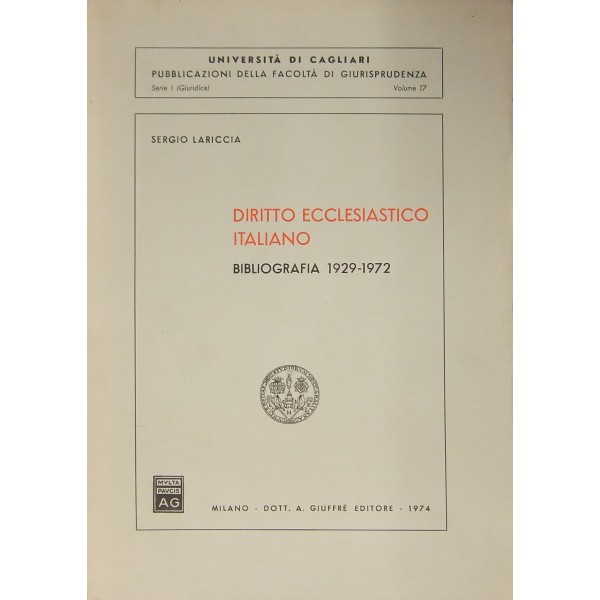 UNIVERSITÀ DI CAGLIARI
PUBBLICAZIONI DELLA FACOLTÀ DI GIURISPRUDENZA
Serie I (Giuridica) Volume 17
SERGIO LARICCIA
DIRITTO ECCLESIASTICO
ITALIANO
BIBLIOGRAFIA 1929-1972
MVLTA
PAVCIS
AG
MILANO - DOTT. A. GIUFFRÈ EDITORE - 1974